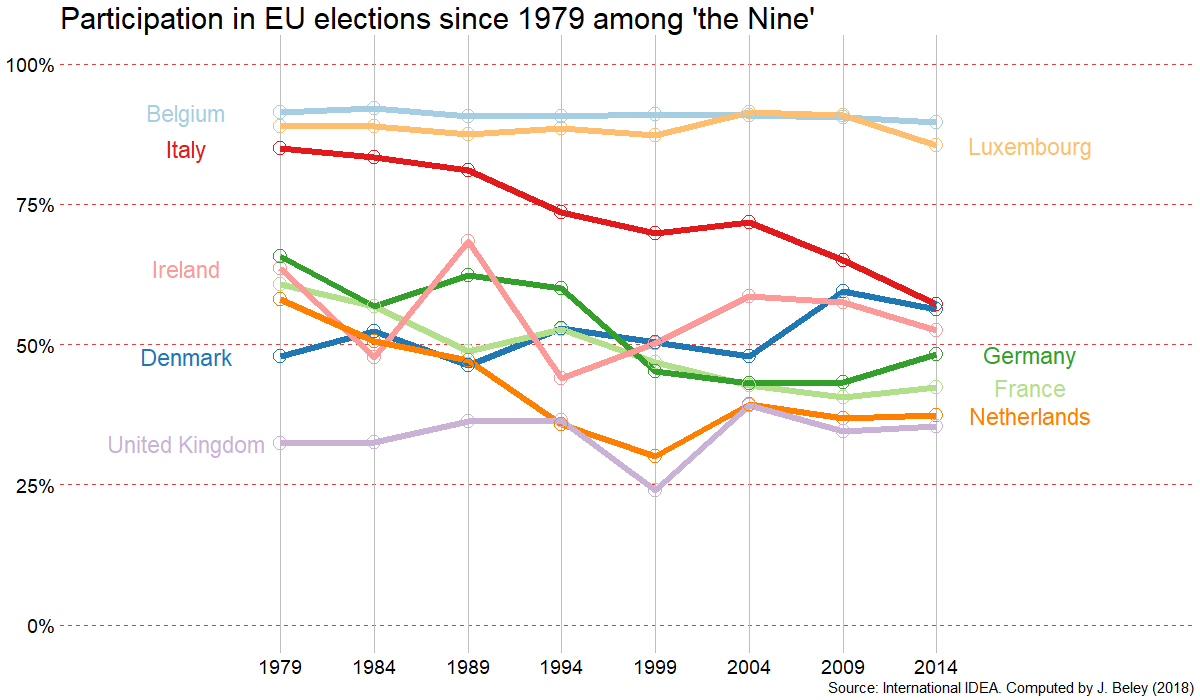 Participation in EU elections since 1979 among 'the Nine'
100%
Belgium
Italy
Luxembourg
75%
Ireland
50%
Denmark
Germany
France
Netherlands
United Kingdom
25%
0%
1979 1984 1989 1994 1999 2004 2009 2014
Source: International IDEA. Computed by J. Beley (2018)